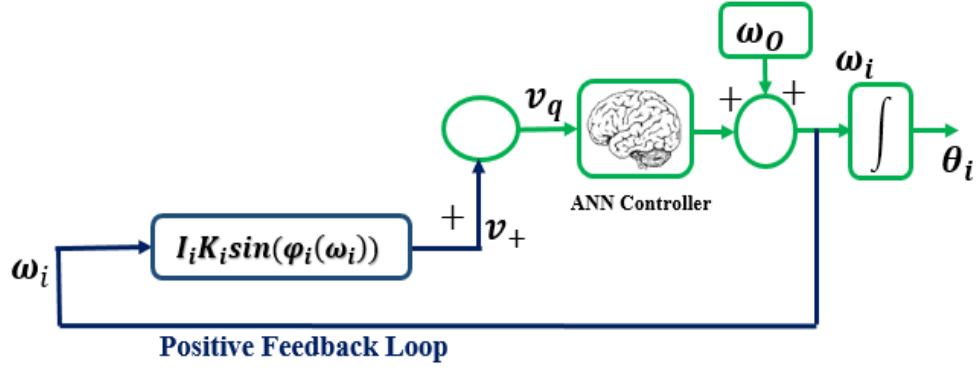 ω_O
ω_i
+ +
v_q
∫
θ_i
ANN Controller
+
v_+
I_iK_isin(φ_i(ω_i))
ω_i
Positive Feedback Loop